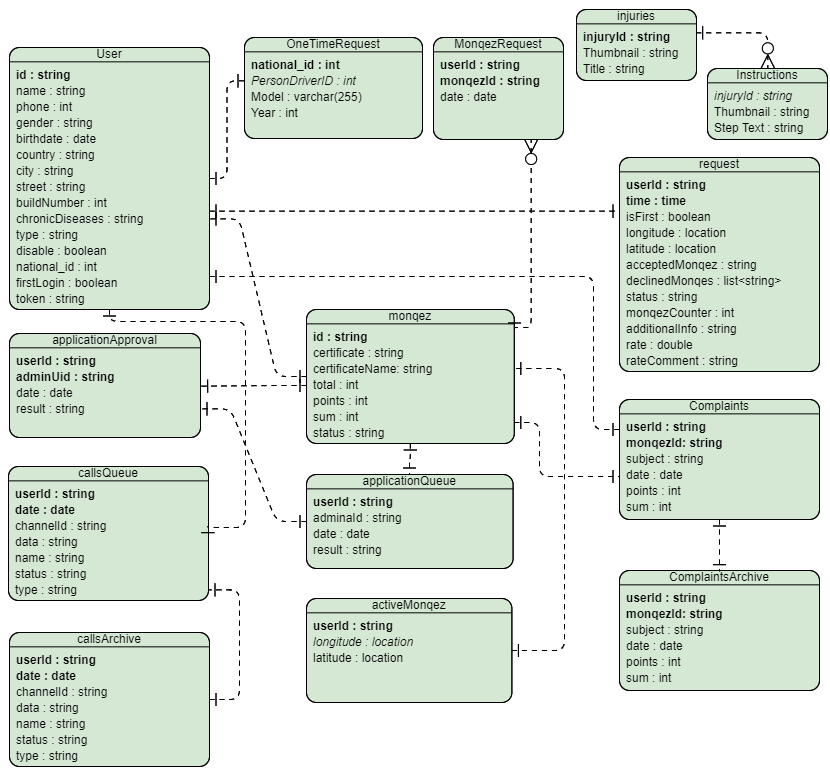 User
id : string
name : string
phone : int
gender : string
birthdate : date
country : string
city : string
street : string
buildNumber : int
chronicDiseases : string
type : string
disable : boolean
national_id : int
firstLogin : boolean
token : string
OneTimeRequest
national_id : int
PersonDriverID : int
Model : varchar(255)
Year : int
MonqezRequest
userId : string
monqezId : string
date : date
injuries
injuryId : string
Thumbnail : string
Title : string
Instructions
injuryId : string
Thumbnail : string
Step Text : string
request
userId : string
time : time
isFirst : boolean
longitude : location
latitude : location
acceptedMonqez : string
declinedMonqes : list<string>
status : string
monqezCounter : int
additionalInfo : string
rate : double
rateComment : string
applicationApproval
userId : string
adminUid : string
date : date
result : string
monqez
id : string
certificate : string
certificateName: string
total : int
points : int
sum : int
status : string
Complaints
userId : string
monqezId: string
subject : string
date : date
points : int
sum : int
callsQueue
userId : string
date : date
channelId : string
data : string
name : string
status : string
type : string
applicationQueue
userId : string
adminaId : string
date : date
result : string
ComplaintsArchive
userId : string
monqezId: string
subject : string
date : date
points : int
sum : int
activeMonqez
userId : string
longitude : location
latitude : location
callsArchive
userId : string
date : date
channelId : string
data : string
name : string
status : string
type : string